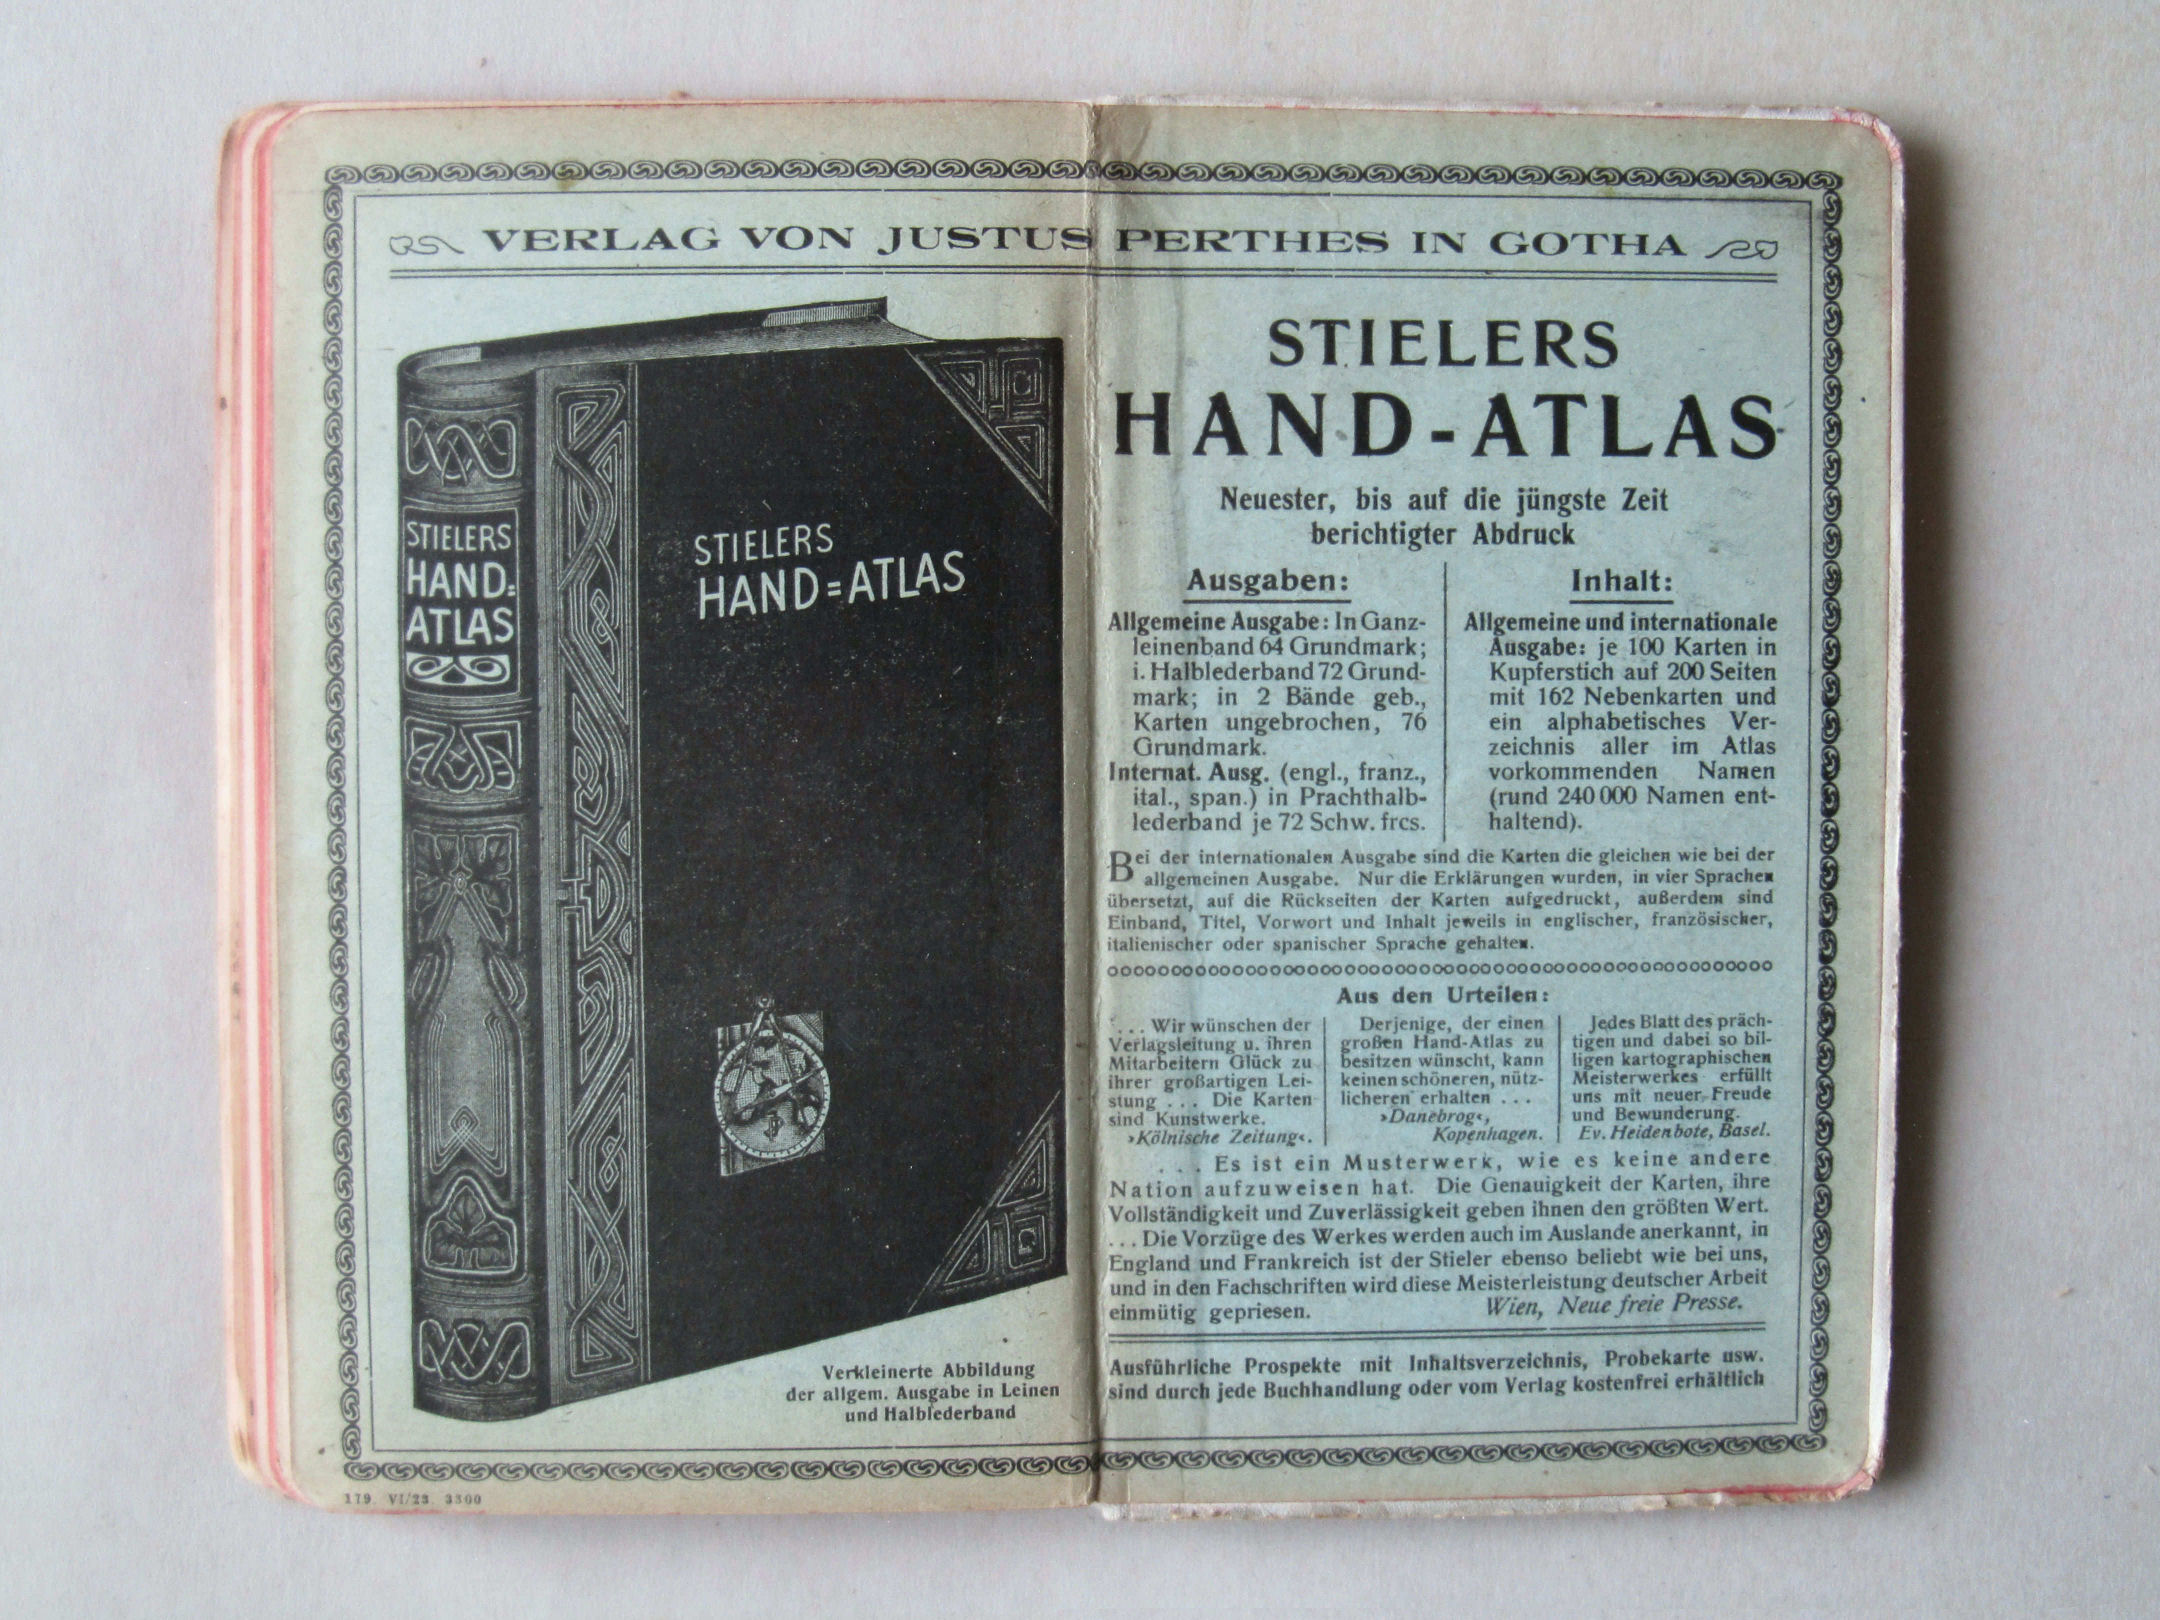 VERLAG VON JUSTUS PERTHES IN GOTHA
STIELERS
HAND=
ATLAS
STIELERS
HAND=ATLAS
Verkleinerte Abbildung
der allgem. Ausgabe in Leinen
und Halblederband
179. VI/23. 3300
STIELERS
HAND-ATLAS
Neuester, bis auf die jüngste Zeit
berichtigter Abdruck
Ausgaben:
Allgemeine Ausgabe: In Ganz-
leinenband 64 Grundmark;
i. Halblederband 72 Grund-
mark; in 2 Bände geb.,
Karten ungebrochen, 76
Grundmark.
Internat. Ausg. (engl., franz.,
ital., span.) in Prachthalb-
lederband je 72 Schw. frcs.
Inhalt:
Allgemeine und internationale
Ausgabe: je 100 Karten in
Kupferstich auf 200 Seiten
mit 162 Nebenkarten und
ein alphabetisches Ver-
zeichnis aller im Atlas
vorkommenden Namen
(rund 240 000 Namen ent-
haltend).
Bei der internationalen Ausgabe sind die Karten die gleichen wie bei der
allgemeinen Ausgabe. Nur die Erklärungen wurden, in vier Sprachen
übersetzt, auf die Rückseiten der Karten aufgedruckt, außerdem sind
Einband, Titel, Vorwort und Inhalt jeweils in englischer, französischer,
italienischer oder spanischer Sprache gehalten.
Aus den Urteilen:
. . . Wir wünschen der
Verlagsleitung u. ihren
Mitarbeitern Glück zu
ihrer großartigen Lei-
stung . . . Die Karten
sind Kunstwerke.
›Kölnische Zeitung‹.
Derjenige, der einen
großen Hand-Atlas zu
besitzen wünscht, kann
keinen schöneren, nütz-
licheren erhalten . . .
›Danebrog‹,
Kopenhagen.
Jedes Blatt des präch-
tigen und dabei so bil-
ligen kartographischen
Meisterwerkes erfüllt
uns mit neuer Freude
und Bewunderung.
Ev. Heidenbote, Basel.
. . . Es ist ein Musterwerk, wie es keine andere
Nation aufzuweisen hat. Die Genauigkeit der Karten, ihre
Vollständigkeit und Zuverlässigkeit geben ihnen den größten Wert.
. . . Die Vorzüge des Werkes werden auch im Auslande anerkannt, in
England und Frankreich ist der Stieler ebenso beliebt wie bei uns,
und in den Fachschriften wird diese Meisterleistung deutscher Arbeit
einmütig gepriesen. Wien, Neue freie Presse.
Ausführliche Prospekte mit Inhaltsverzeichnis, Probekarte usw.
sind durch jede Buchhandlung oder vom Verlag kostenfrei erhältlich